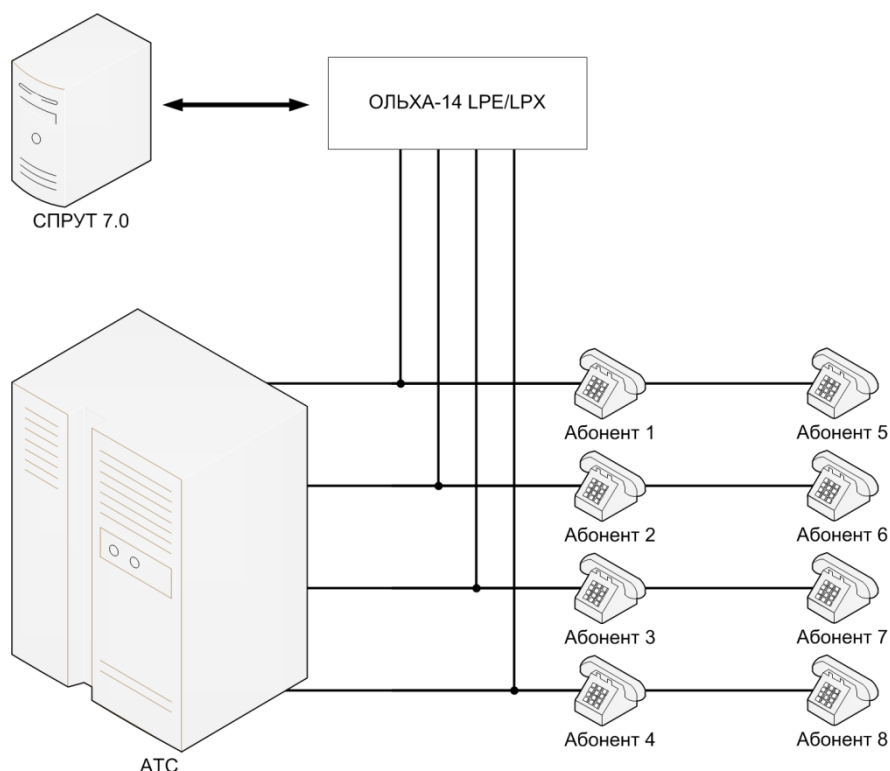 ОЛЬХА-14 LPE/LPX
СПРУТ 7.0
Абонент 1
Абонент 5
Абонент 2
Абонент 6
Абонент 3
Абонент 7
Абонент 4
Абонент 8
АТС